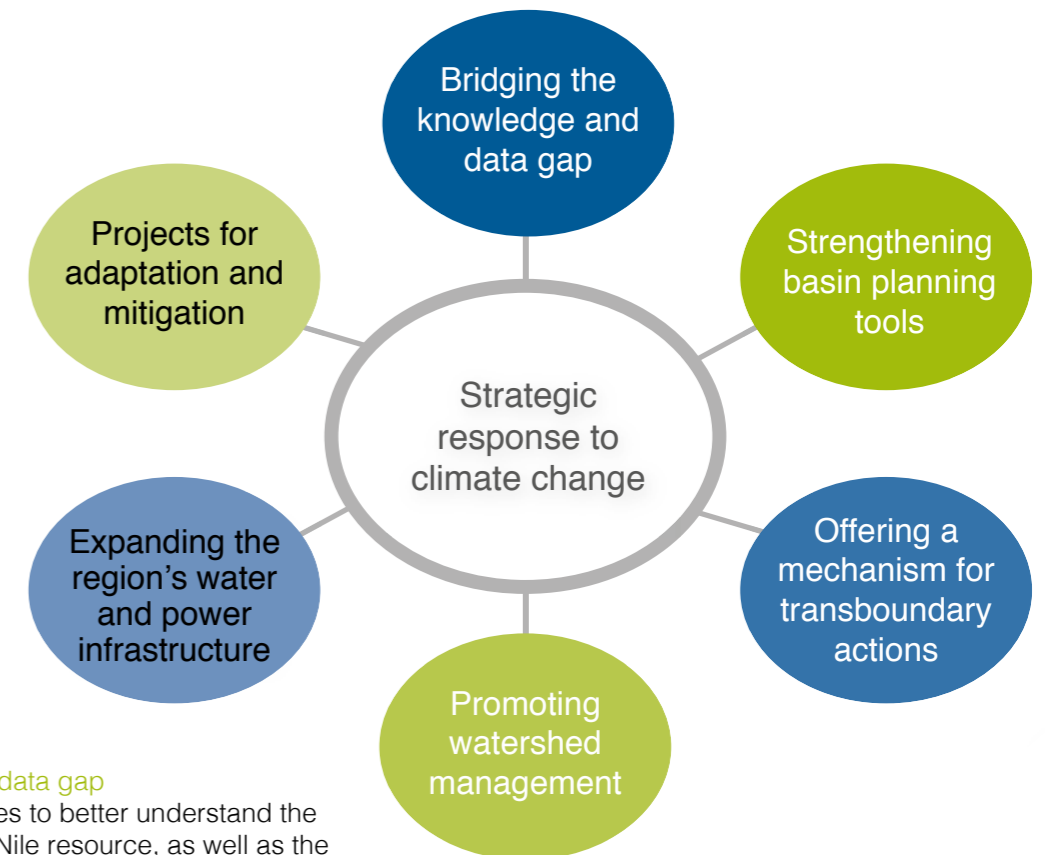 Bridging the
knowledge and
data gap
Projects for
adaptation and
mitigation
Strengthening
basin planning
tools
Strategic
response to
climate change
Expanding the
region's water
and power
infrastructure
Offering a
mechanism for
transboundary
actions
Promoting
watershed
management
data gap
es to better understand the
Nile resource, as well as the